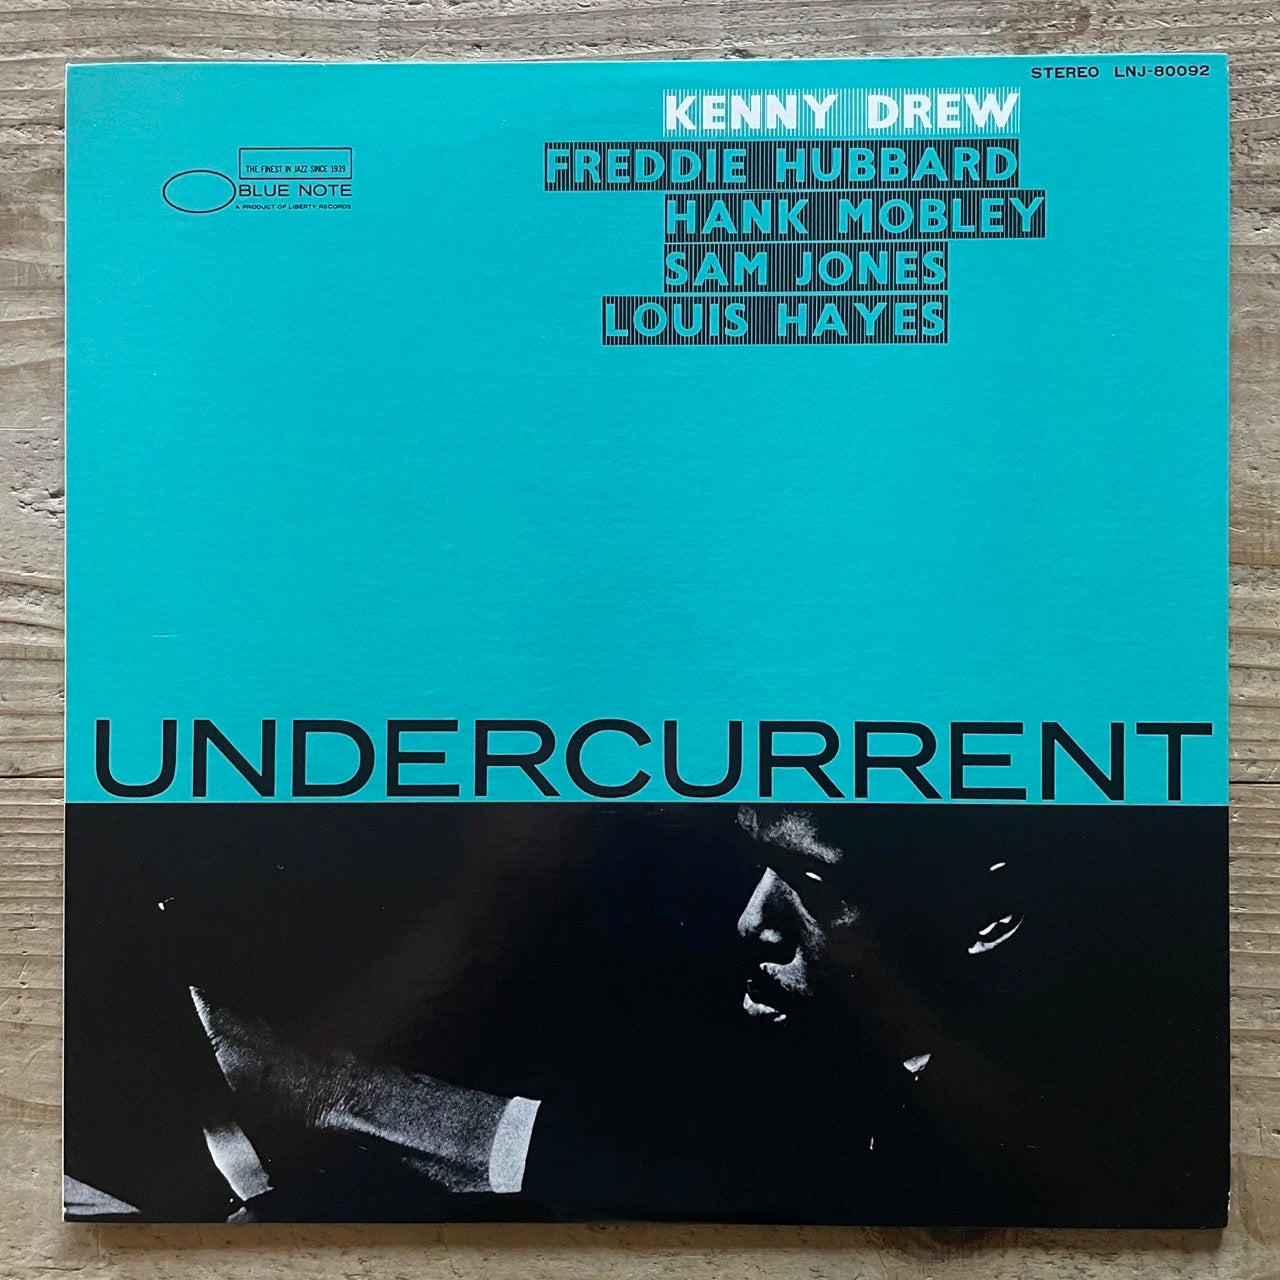 STEREO LNJ-80092
KENNY DREW
FREDDIE HUBBARD
HANK MOBLEY
SAM JONES
LOUIS HAYES
THE FINEST IN JAZZ SINCE 1939
BLUE NOTE
A PRODUCT OF LIBERTY RECORDS
UNDERCURRENT